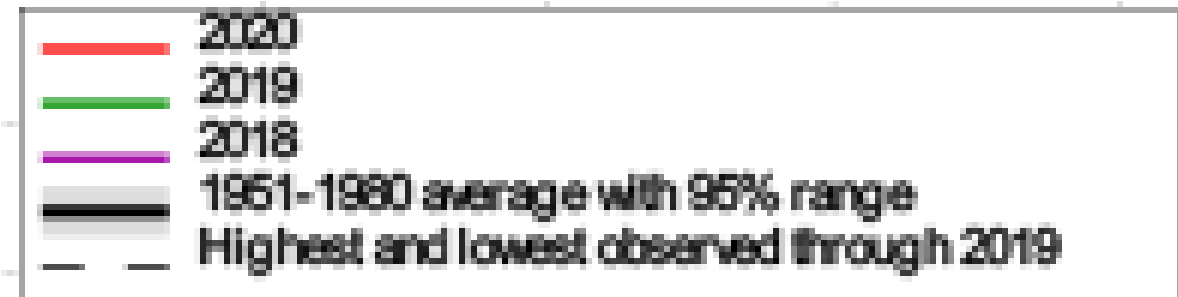 2020
2019
2018
1951-1980 average with 95% range
Highest and lowest observed through 2019